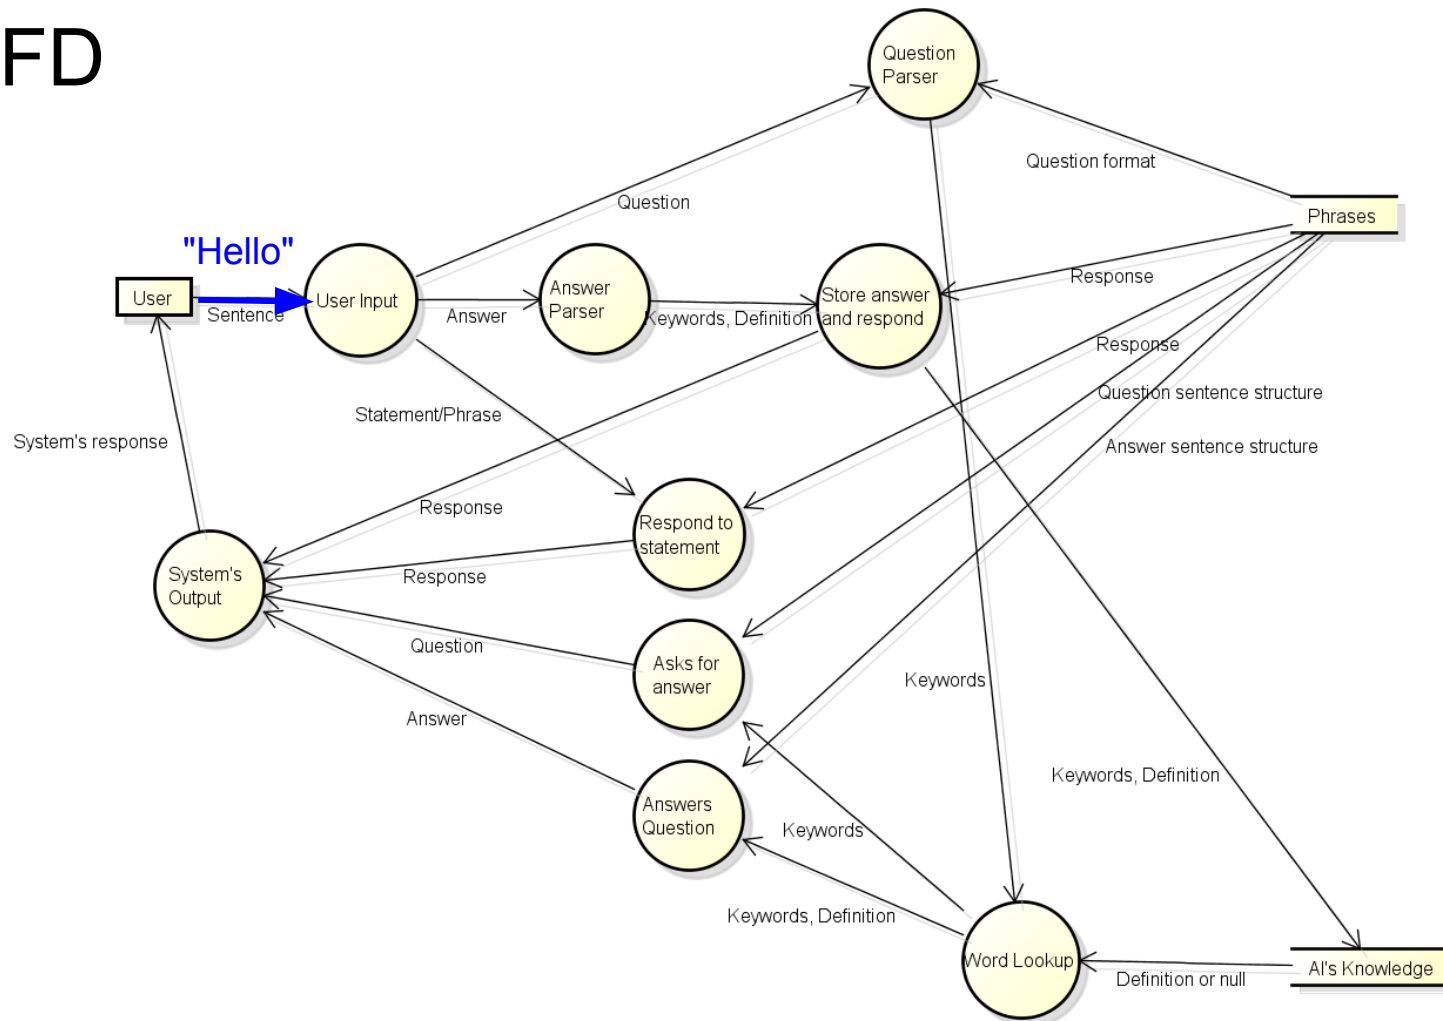 FD
Question
Parser
Question format
Question
Phrases
"Hello"
User
Sentence
User Input
Answer
Answer
Parser
Keywords, Definition
Store answer
and respond
Response
Response
Question sentence structure
Answer sentence structure
Statement/Phrase
System's response
Response
Respond to
statement
System's
Output
Response
Question
Asks for
answer
Keywords
Answer
Answers
Question
Keywords, Definition
Keywords
Keywords, Definition
Word Lookup
Definition or null
AI's Knowledge